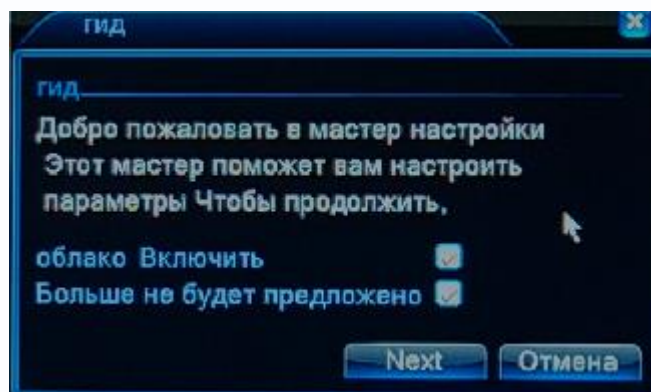 гид
гид
Добро пожаловать в мастер настройки
Этот мастер поможет вам настроить
параметры Чтобы продолжить,
облако Включить
Больше не будет предложено
Next Отмена